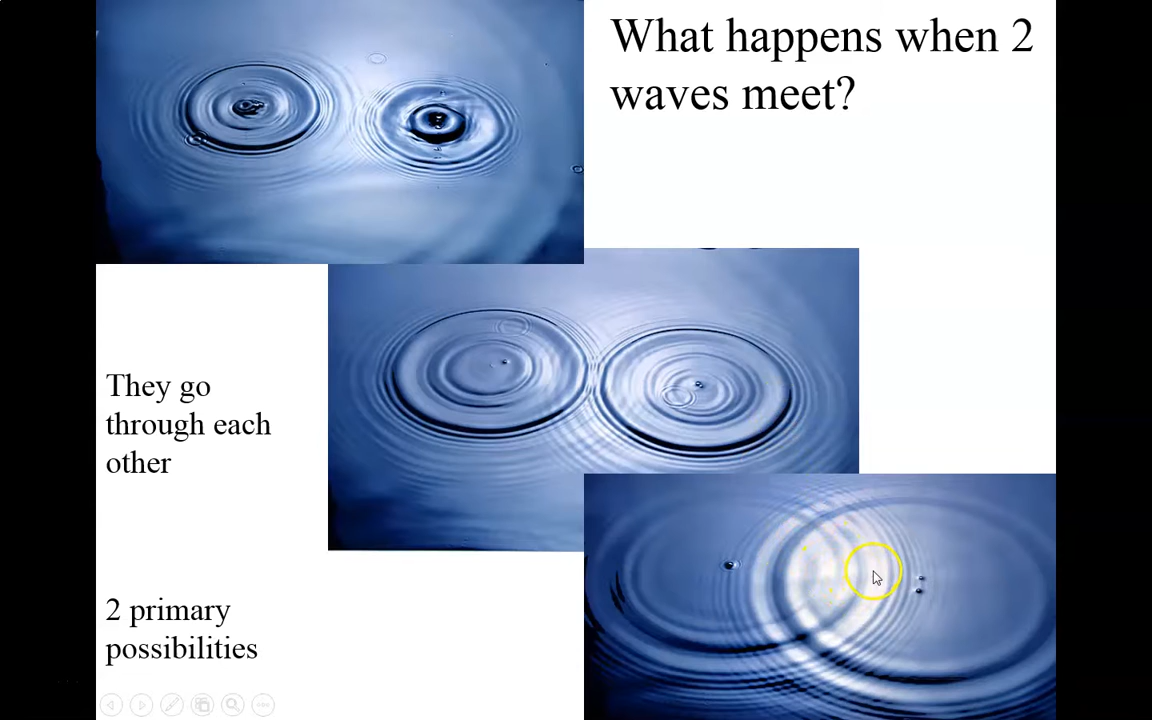 What happens when 2
waves meet?
They go
through each
other
2 primary
possibilities